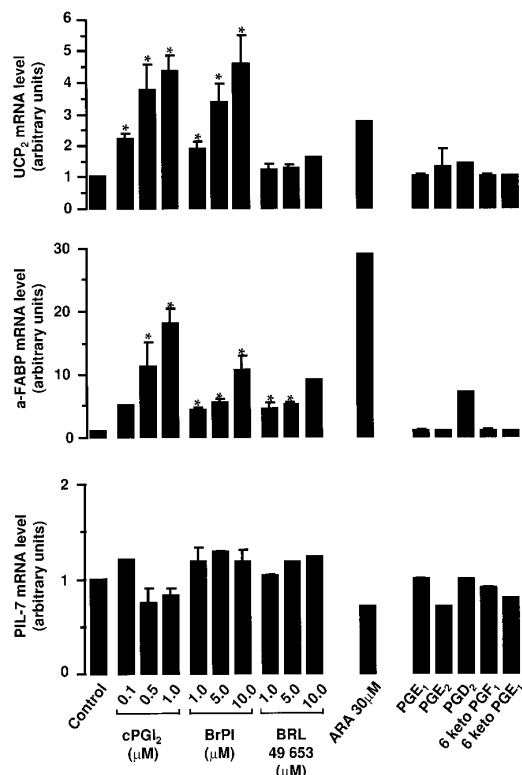 UCP2 mRNA level
(arbitrary units)
6
5
4
3
2
1
0
* * * * * *
a-FABP mRNA level
(arbitrary units)
30
20
10
0
* * * * * * *
PIL-7 mRNA level
(arbitrary units)
2
1
0
Control
0.1 0.5 1.0
cPGI2
(μM)
1.0 5.0 10.0
BrPI
(μM)
1.0 5.0 10.0
BRL
49 653
(μM)
ARA 30μM
PGE1
PGE2
PGD2
6 keto PGF1
6 keto PGE1